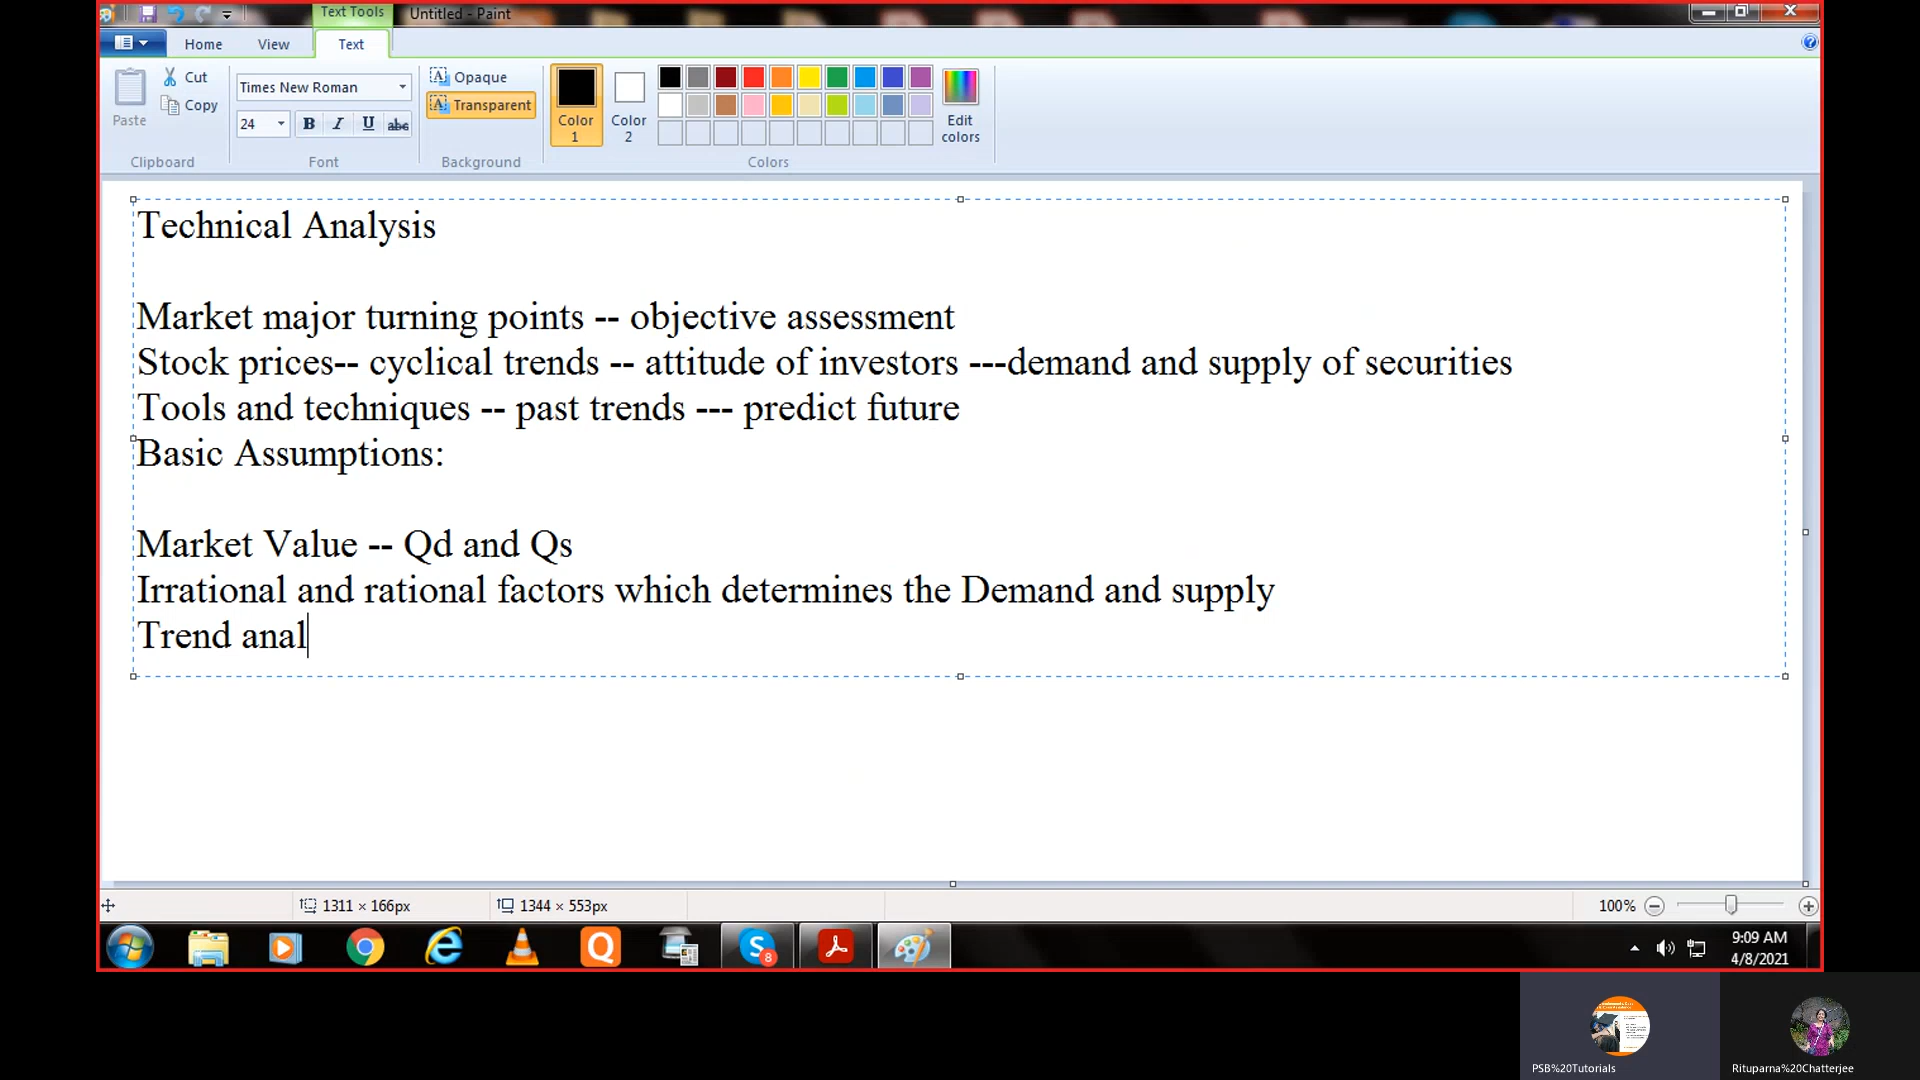 Text Tools
Untitled - Paint
Home
View
Text
Paste
Cut
Copy
Clipboard
Times New Roman
24
B I U abc
Font
Opaque
Transparent
Background
Color 1
Color 2
Edit colors
Colors
Technical Analysis
Market major turning points -- objective assessment
Stock prices-- cyclical trends -- attitude of investors ---demand and supply of securities
Tools and techniques -- past trends --- predict future
Basic Assumptions:
Market Value -- Qd and Qs
Irrational and rational factors which determines the Demand and supply
Trend anal
1311 × 166px
1344 × 553px
100%
S
8
Q
9:09 AM
4/8/2021
PSB%20Tutorials
Rituparna%20Chatterjee